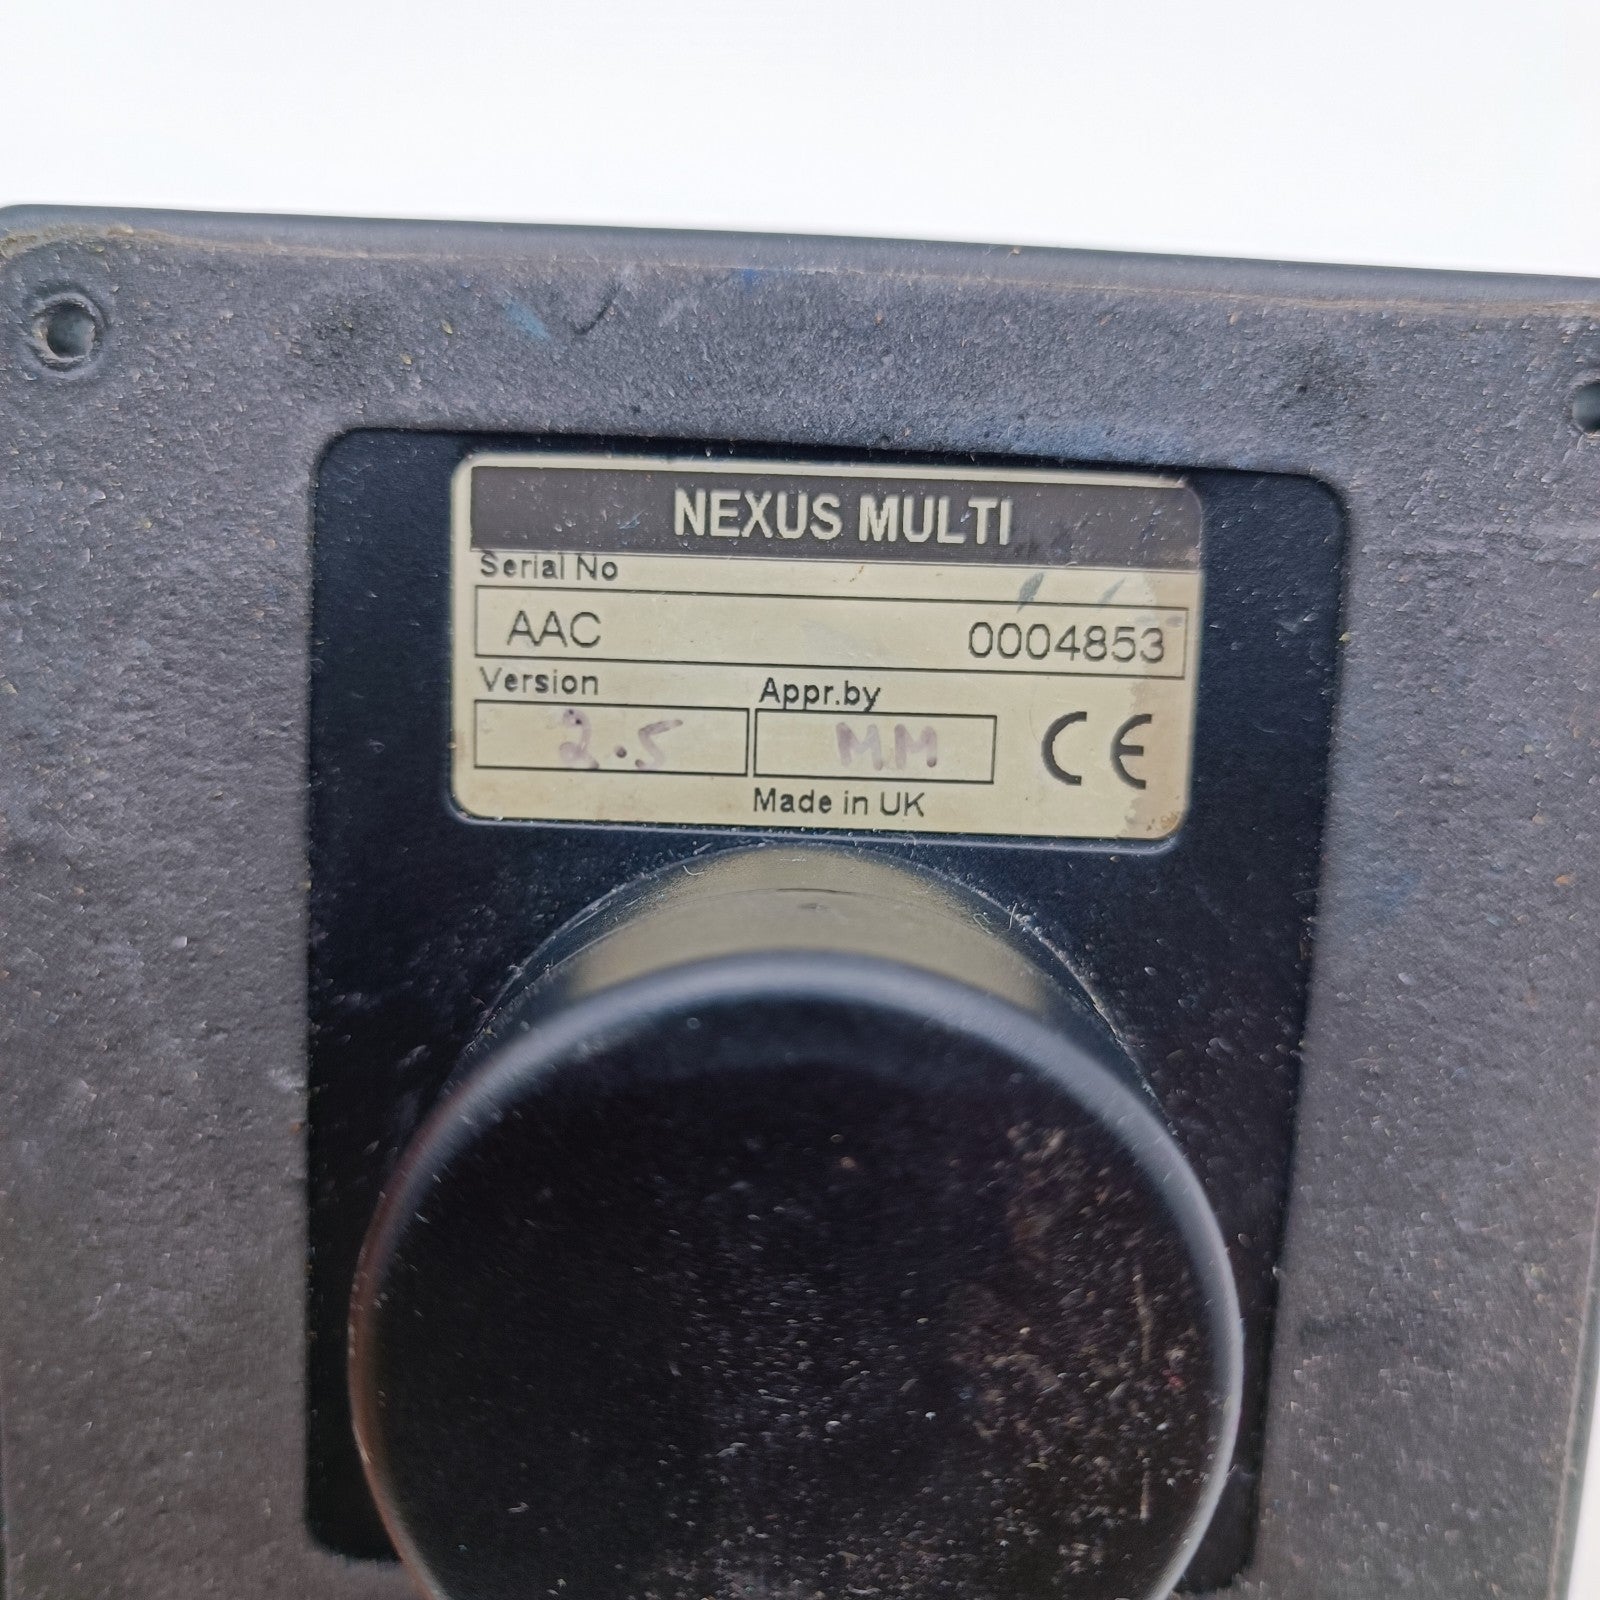 NEXUS MULTI
Serial No
AAC 0004853
Version Appr.by
2.5 MM CE
Made in UK